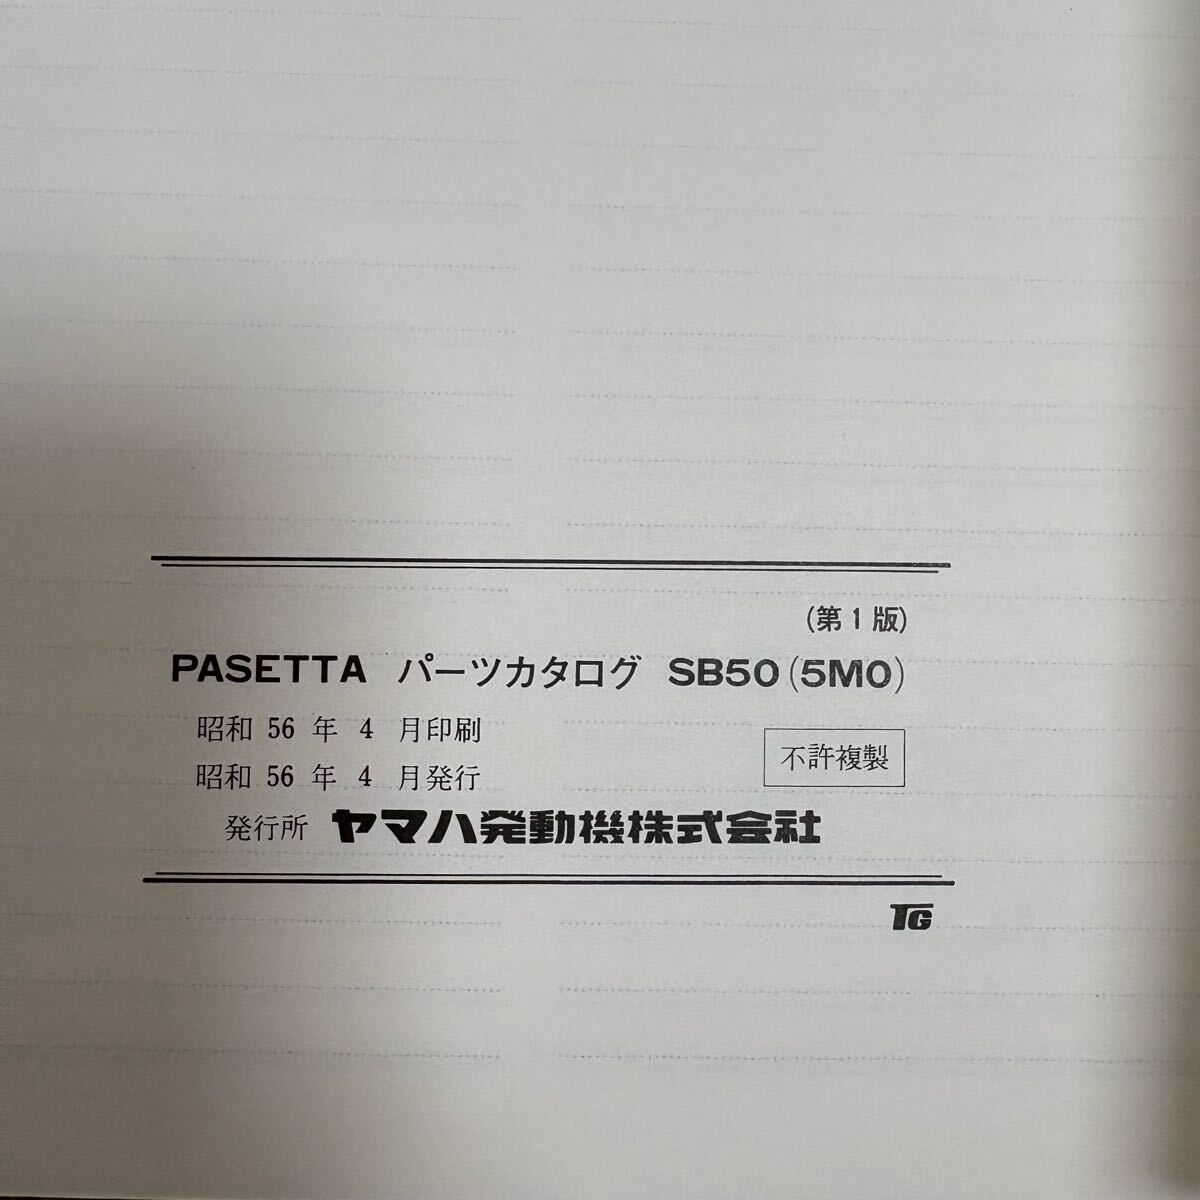 (第1版)
PASETTA パーツカタログ SB50(5M0)
昭和 56 年 4 月印刷
不許複製
昭和 56 年 4 月発行
発行所 ヤマハ発動機株式会社
TG